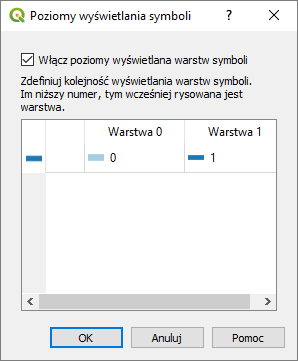 Poziomy wyświetlania symboli
Włącz poziomy wyświetlana warstw symboli
Zdefiniuj kolejność wyświetlania warstw symboli.
Im niższy numer, tym wcześniej rysowana jest
warstwa.
Warstwa 0 Warstwa 1
0 1
OK Anuluj Pomoc